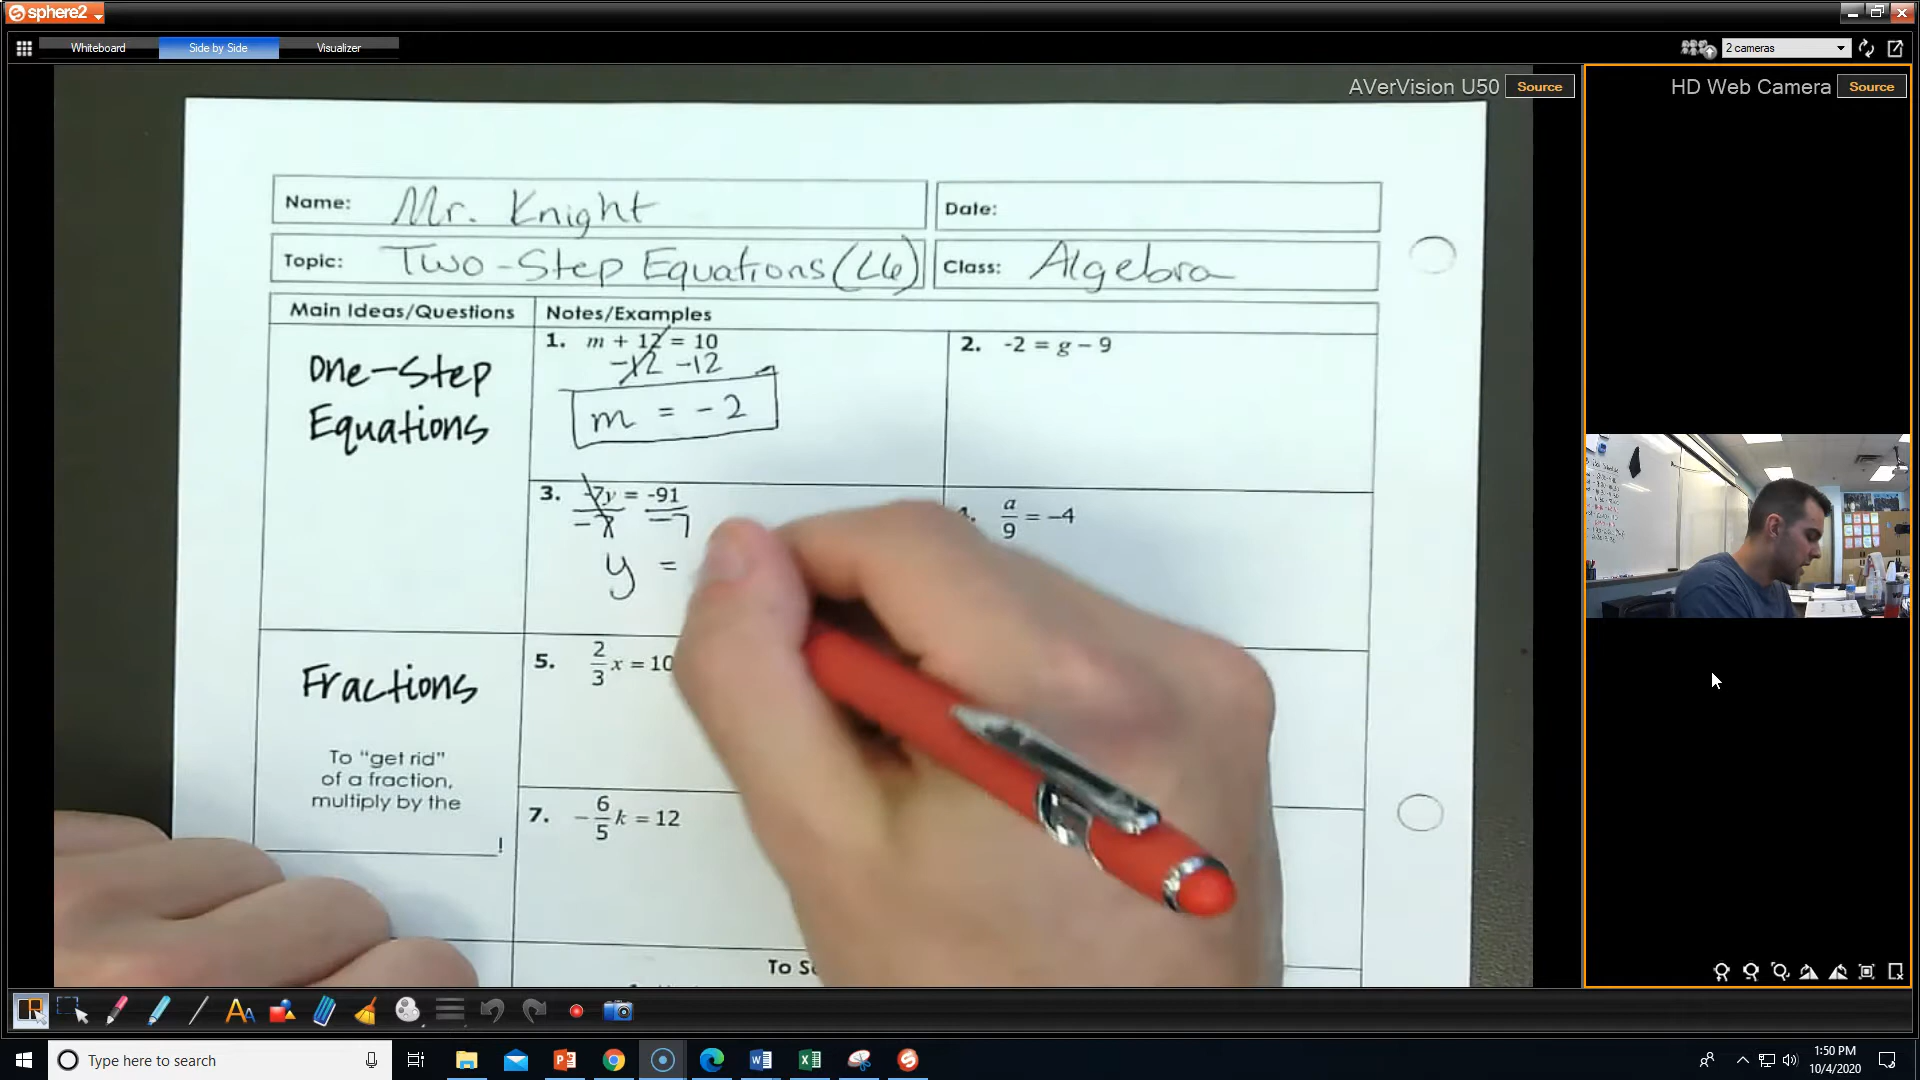 sphere2
Whiteboard
Side by Side
Visualizer
2 cameras
AVerVision U50
Source
HD Web Camera
Source
Name: Mr. Knight
Date:
Topic: Two-Step Equations (L6)
Class: Algebra
Main Ideas/Questions
Notes/Examples
One-Step
Equations
1. m + 12 = 10
-12 -12
m = -2
2. -2 = g - 9
3. -7y = -91
-7 -7
y =
a/9 = -4
Fractions
To "get rid"
of a fraction,
multiply by the
!
5. 2/3 x = 10
7. -6/5 k = 12
To
Type here to search
1:50 PM
10/4/2020